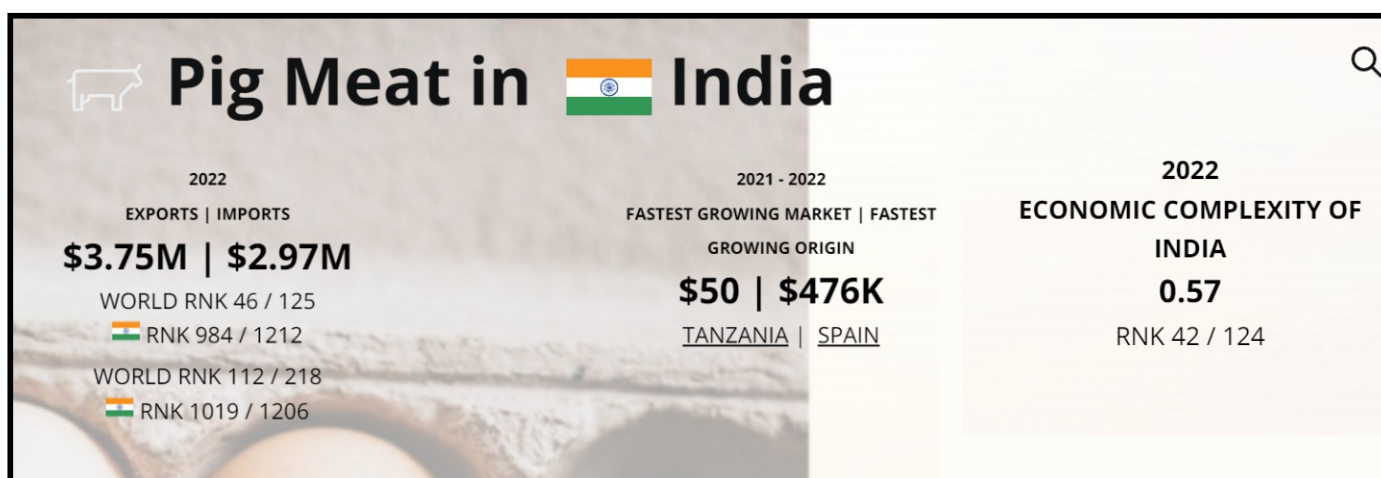 Pig Meat in India
2022
EXPORTS | IMPORTS
$3.75M | $2.97M
WORLD RNK 46 / 125
RNK 984 / 1212
WORLD RNK 112 / 218
RNK 1019 / 1206
2021 - 2022
FASTEST GROWING MARKET | FASTEST
GROWING ORIGIN
$50 | $476K
TANZANIA | SPAIN
2022
ECONOMIC COMPLEXITY OF
INDIA
0.57
RNK 42 / 124